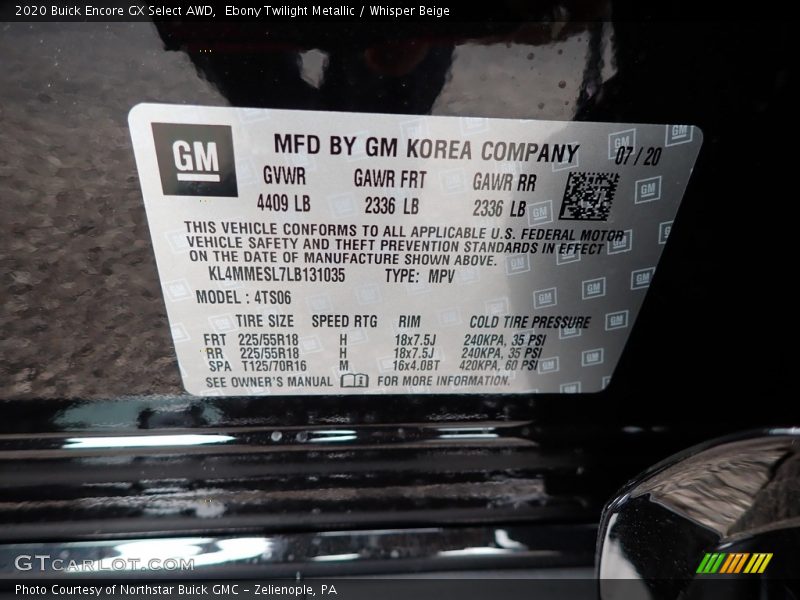 2020 Buick Encore GX Select AWD,  Ebony Twilight Metallic / Whisper Beige
GM
MFD BY GM KOREA COMPANY 07/20
GVWR GAWR FRT GAWR RR
4409 LB 2336 LB 2336 LB
THIS VEHICLE CONFORMS TO ALL APPLICABLE U.S. FEDERAL MOTOR
VEHICLE SAFETY AND THEFT PREVENTION STANDARDS IN EFFECT
ON THE DATE OF MANUFACTURE SHOWN ABOVE.
KL4MMESL7LB131035 TYPE: MPV
MODEL : 4TS06
TIRE SIZE SPEED RTG RIM COLD TIRE PRESSURE
FRT 225/55R18 H 18x7.5J 240KPA, 35 PSI
RR 225/55R18 H 18x7.5J 240KPA, 35 PSI
SPA T125/70R16 M 16x4.0BT 420KPA, 60 PSI
SEE OWNER'S MANUAL FOR MORE INFORMATION.
GTCARLOT.COM
Photo Courtesy of Northstar Buick GMC - Zelienople, PA